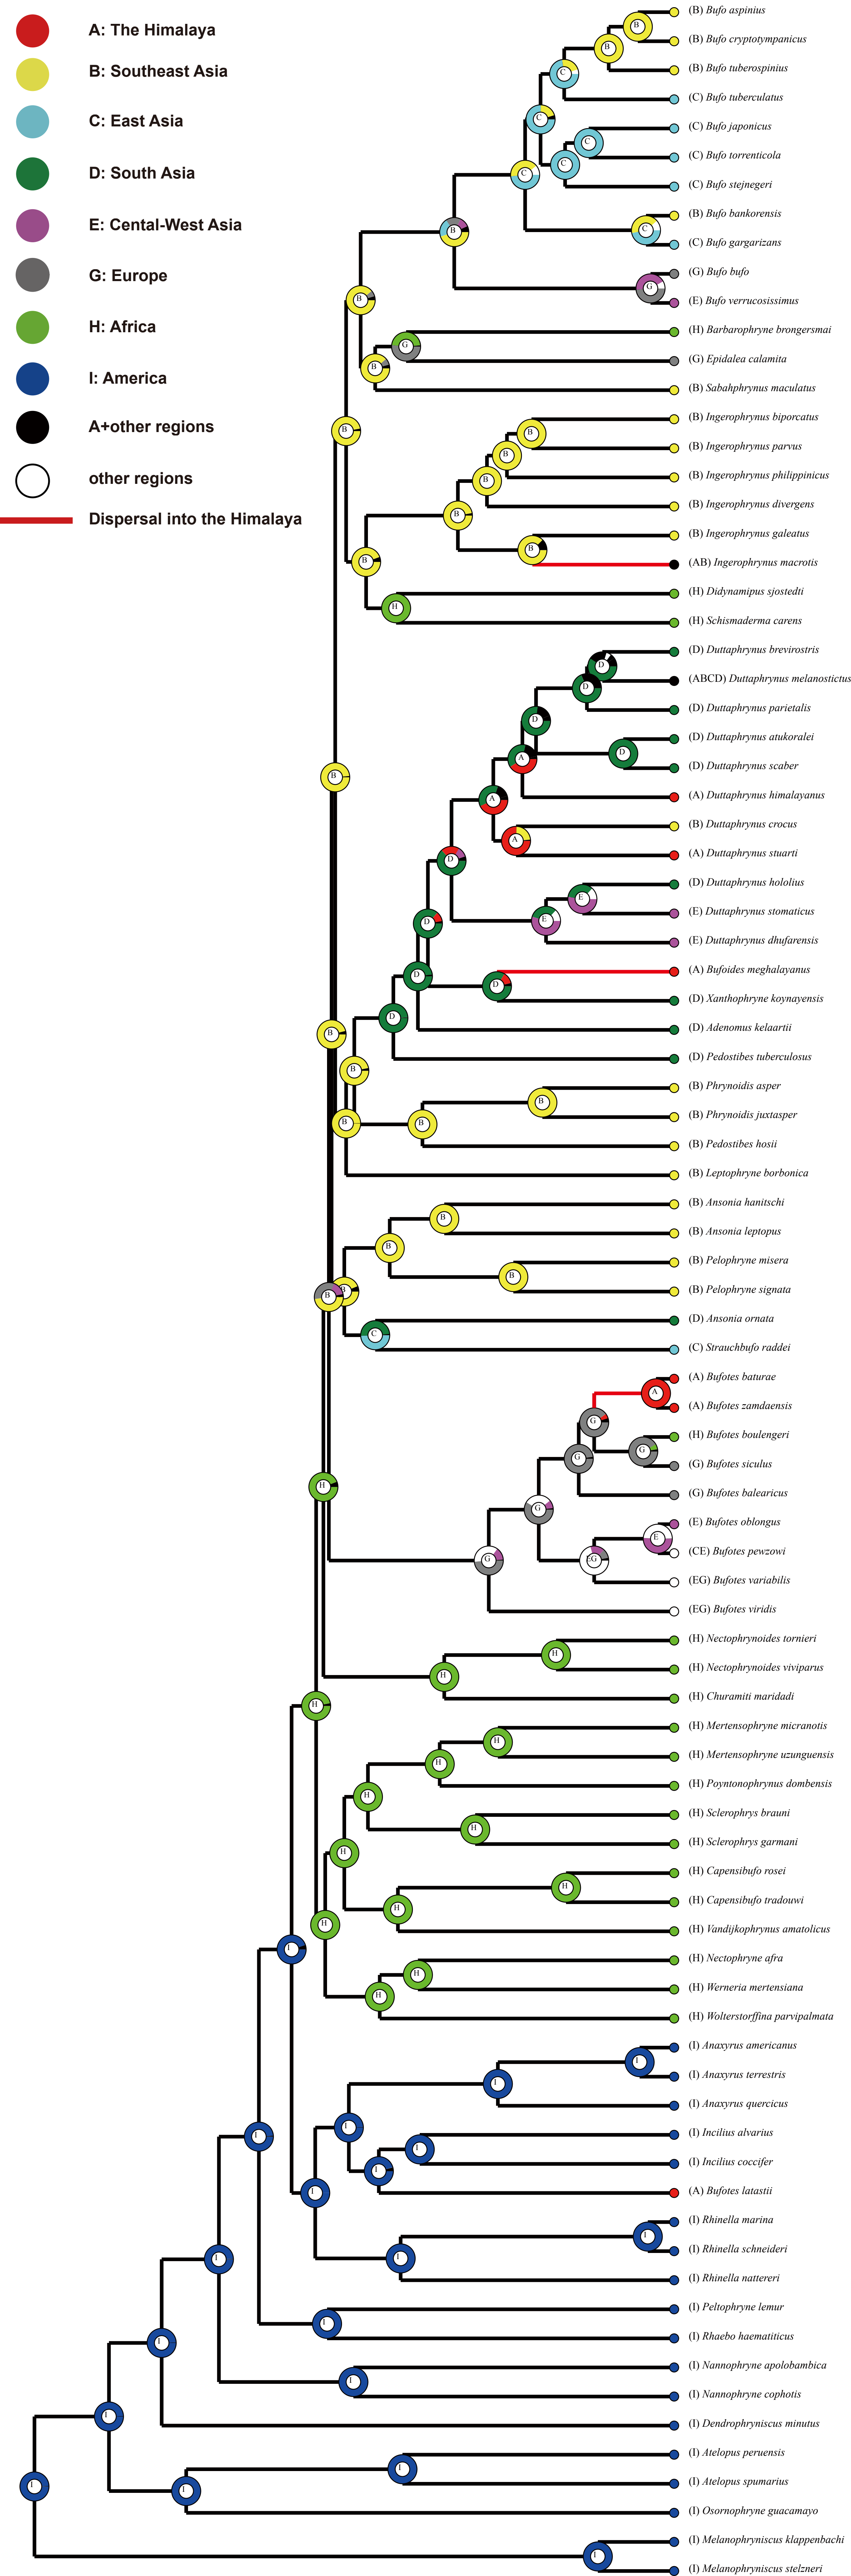 A: The Himalaya
B: Southeast Asia
C: East Asia
D: South Asia
E: Cental-West Asia
G: Europe
H: Africa
I: America
A+other regions
other regions
Dispersal into the Himalaya
(B) Bufo aspinius
(B) Bufo cryptotympanicus
(B) Bufo tuberospinius
(C) Bufo tuberculatus
(C) Bufo japonicus
(C) Bufo torrenticola
(C) Bufo stejnegeri
(B) Bufo bankorensis
(C) Bufo gargarizans
(G) Bufo bufo
(E) Bufo verrucosissimus
(H) Barbarophryne brongersmai
(G) Epidalea calamita
(B) Sabahphrynus maculatus
(B) Ingerophrynus biporcatus
(B) Ingerophrynus parvus
(B) Ingerophrynus philippinicus
(B) Ingerophrynus divergens
(B) Ingerophrynus galeatus
(AB) Ingerophrynus macrotis
(H) Didynamipus sjostedti
(H) Schismaderma carens
(D) Duttaphrynus brevirostris
(ABCD) Duttaphrynus melanostictus
(D) Duttaphrynus parietalis
(D) Duttaphrynus atukoralei
(D) Duttaphrynus scaber
(A) Duttaphrynus himalayanus
(B) Duttaphrynus crocus
(A) Duttaphrynus stuarti
(D) Duttaphrynus hololius
(E) Duttaphrynus stomaticus
(E) Duttaphrynus dhufarensis
(A) Bufoides meghalayanus
(D) Xanthophryne koynayensis
(D) Adenomus kelaartii
(D) Pedostibes tuberculosus
(B) Phrynoidis asper
(B) Phrynoidis juxtasper
(B) Pedostibes hosii
(B) Leptophryne borbonica
(B) Ansonia hanitschi
(B) Ansonia leptopus
(B) Pelophryne misera
(B) Pelophryne signata
(D) Ansonia ornata
(C) Strauchbufo raddei
(A) Bufotes baturae
(A) Bufotes zamdaensis
(H) Bufotes boulengeri
(G) Bufotes siculus
(G) Bufotes balearicus
(E) Bufotes oblongus
(CE) Bufotes pewzowi
(EG) Bufotes variabilis
(EG) Bufotes viridis
(H) Nectophrynoides tornieri
(H) Nectophrynoides viviparus
(H) Churamiti maridadi
(H) Mertensophryne micranotis
(H) Mertensophryne uzunguensis
(H) Poyntonophrynus dombensis
(H) Sclerophrys brauni
(H) Sclerophrys garmani
(H) Capensibufo rosei
(H) Capensibufo tradouwi
(H) Vandijkophrynus amatolicus
(H) Nectophryne afra
(H) Werneria mertensiana
(H) Wolterstorffina parvipalmata
(I) Anaxyrus americanus
(I) Anaxyrus terrestris
(I) Anaxyrus quercicus
(I) Incilius alvarius
(I) Incilius coccifer
(A) Bufotes latastii
(I) Rhinella marina
(I) Rhinella schneideri
(I) Rhinella nattereri
(I) Peltophryne lemur
(I) Rhaebo haematiticus
(I) Nannophryne apolobambica
(I) Nannophryne cophotis
(I) Dendrophryniscus minutus
(I) Atelopus peruensis
(I) Atelopus spumarius
(I) Osornophryne guacamayo
(I) Melanophryniscus klappenbachi
(I) Melanophryniscus stelzneri